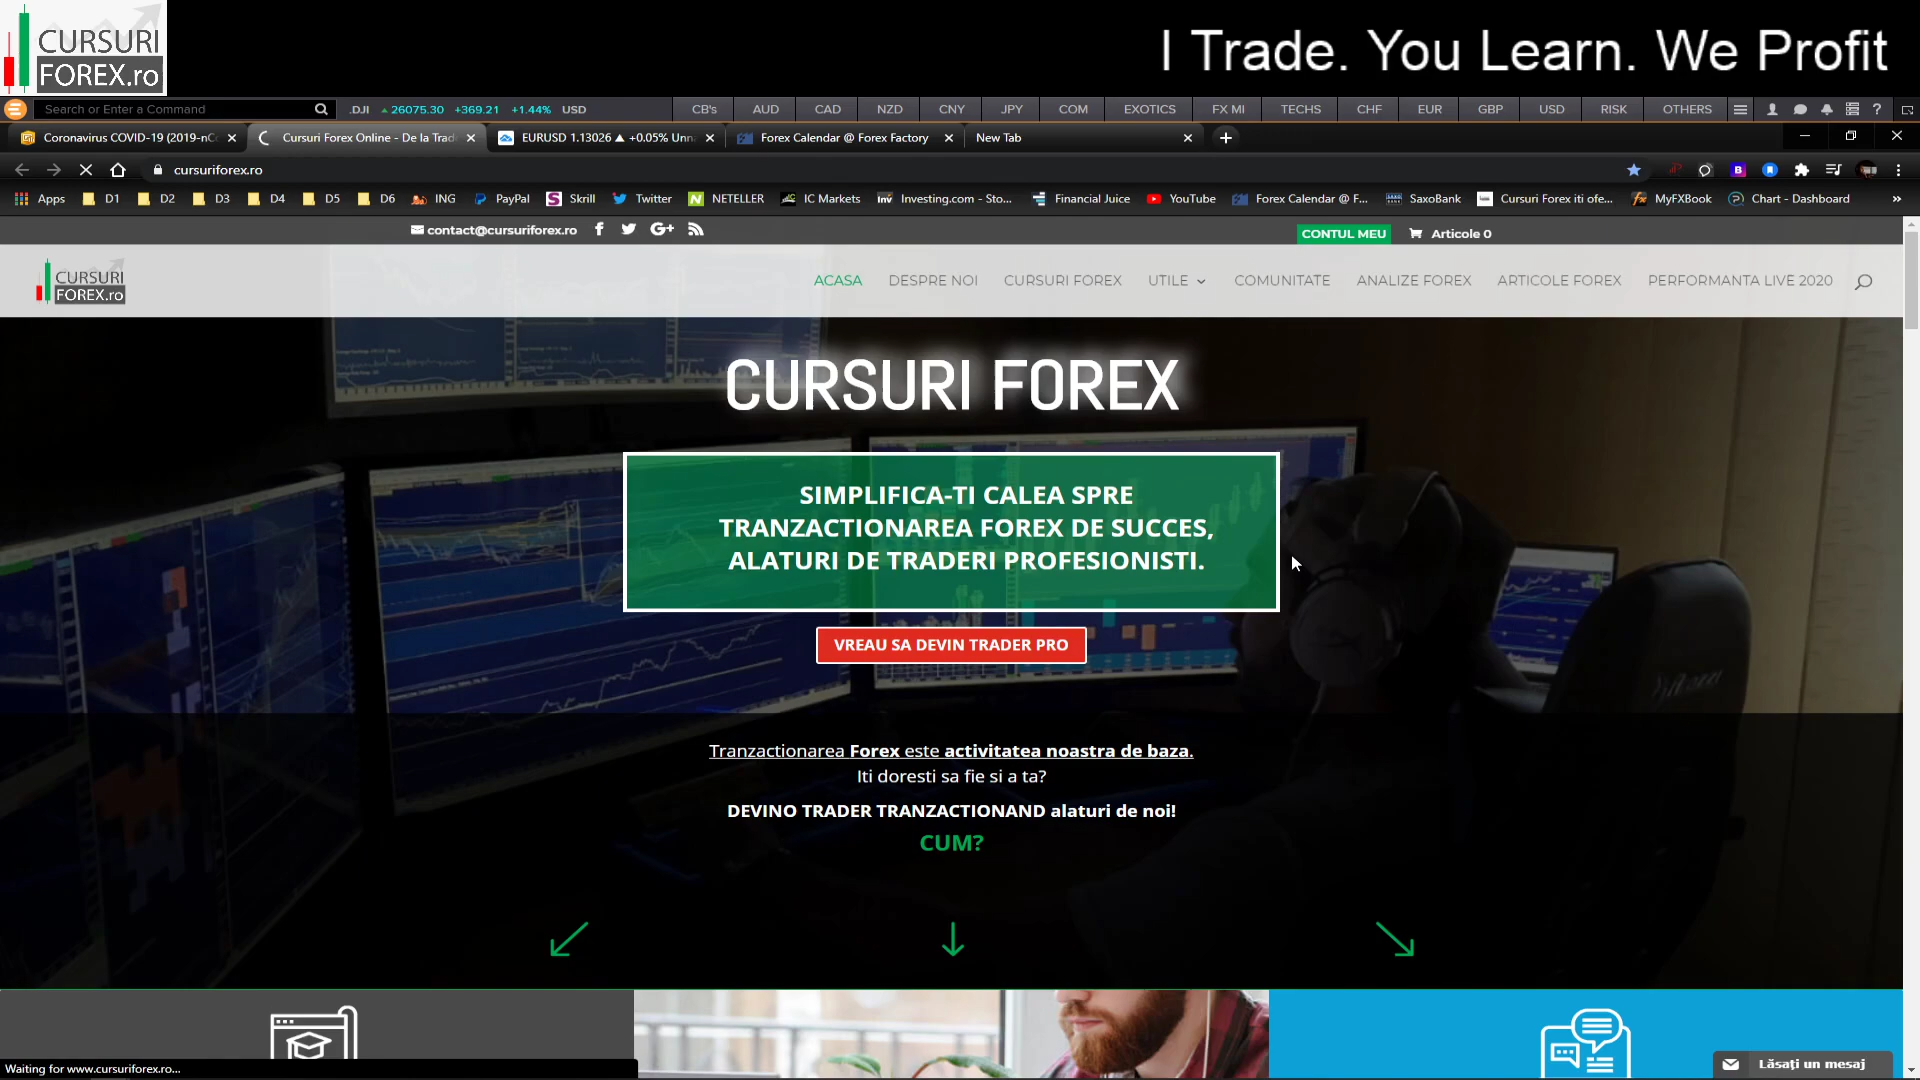 CURSURI
FOREX.ro
I Trade. You Learn. We Profit
Search or Enter a Command
.DJI 26075.30 +369.21 +1.44% USD
CB's AUD CAD NZD CNY JPY COM EXOTICS FX MI TECHS CHF EUR GBP USD RISK OTHERS
Coronavirus COVID-19 (2019-nC
Cursuri Forex Online - De la Trad
EURUSD 1.13026 ▲ +0.05% Unn
Forex Calendar @ Forex Factory
New Tab
cursuriforex.ro
Apps D1 D2 D3 D4 D5 D6 ING PayPal Skrill Twitter NETELLER IC Markets Investing.com - Sto... Financial Juice YouTube Forex Calendar @ F... SaxoBank Cursuri Forex iti ofe... MyFXBook Chart - Dashboard »
contact@cursuriforex.ro
CONTUL MEU Articole 0
CURSURI
FOREX.ro
ACASA DESPRE NOI CURSURI FOREX UTILE COMUNITATE ANALIZE FOREX ARTICOLE FOREX PERFORMANTA LIVE 2020
CURSURI FOREX
SIMPLIFICA-TI CALEA SPRE
TRANZACTIONAREA FOREX DE SUCCES,
ALATURI DE TRADERI PROFESIONISTI.
VREAU SA DEVIN TRADER PRO
Tranzactionarea Forex este activitatea noastra de baza.
Iti doresti sa fie si a ta?
DEVINO TRADER TRANZACTIONAND alaturi de noi!
CUM?
Waiting for www.cursuriforex.ro...
Lăsați un mesaj